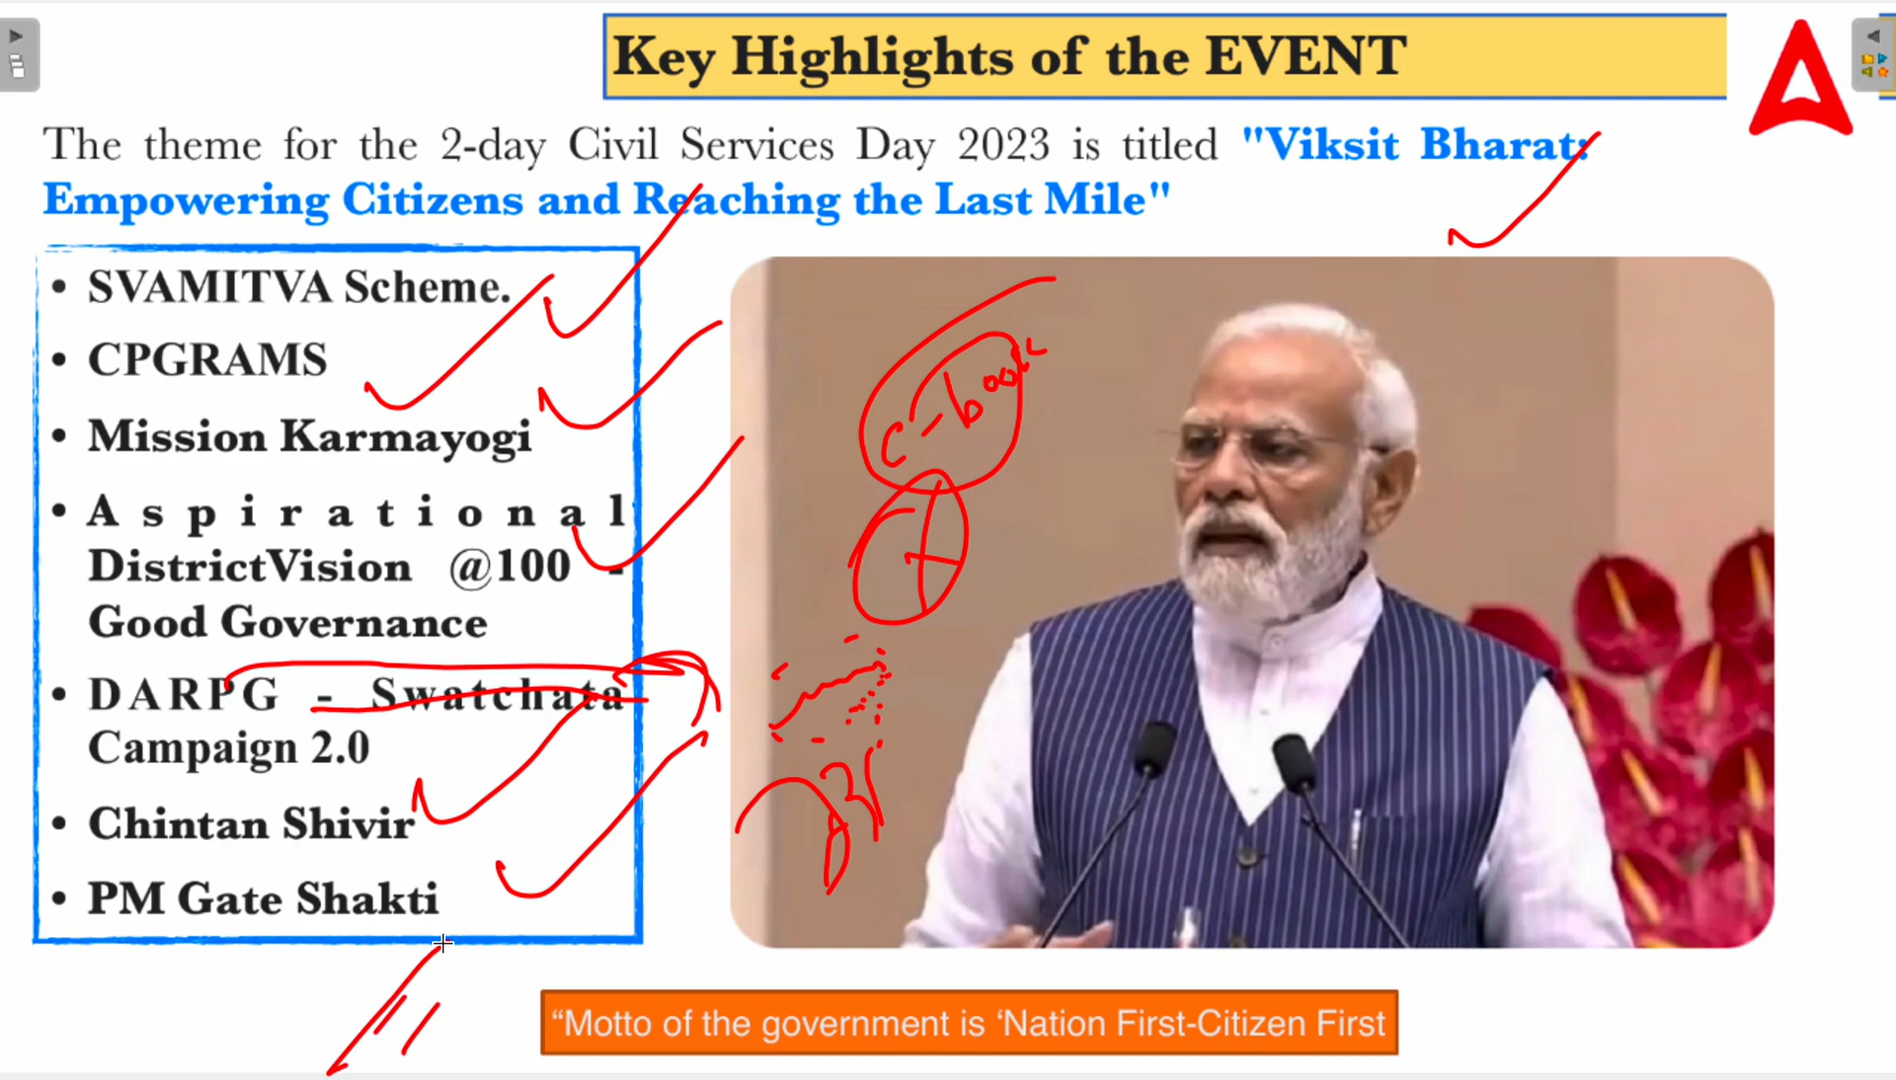 Key Highlights of the EVENT
The theme for the 2-day Civil Services Day 2023 is titled "Viksit Bharat:
Empowering Citizens and Reaching the Last Mile"
• SVAMITVA Scheme.
• CPGRAMS
• Mission Karmayogi
• Aspirational
DistrictVision @100 -
Good Governance
• DARPG - Swatchata
Campaign 2.0
• Chintan Shivir
• PM Gate Shakti
“Motto of the government is ‘Nation First-Citizen First